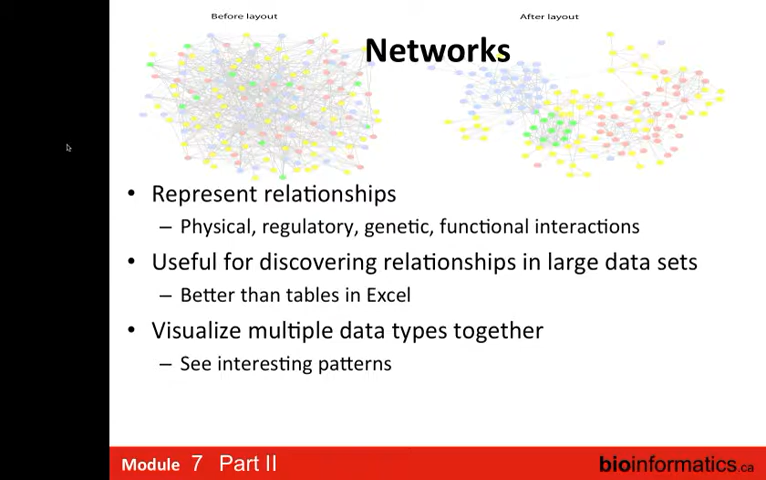 Before layout
After layout
Networks
• Represent relationships
– Physical, regulatory, genetic, functional interactions
• Useful for discovering relationships in large data sets
– Better than tables in Excel
• Visualize multiple data types together
– See interesting patterns
Module 7 Part II
bioinformatics.ca